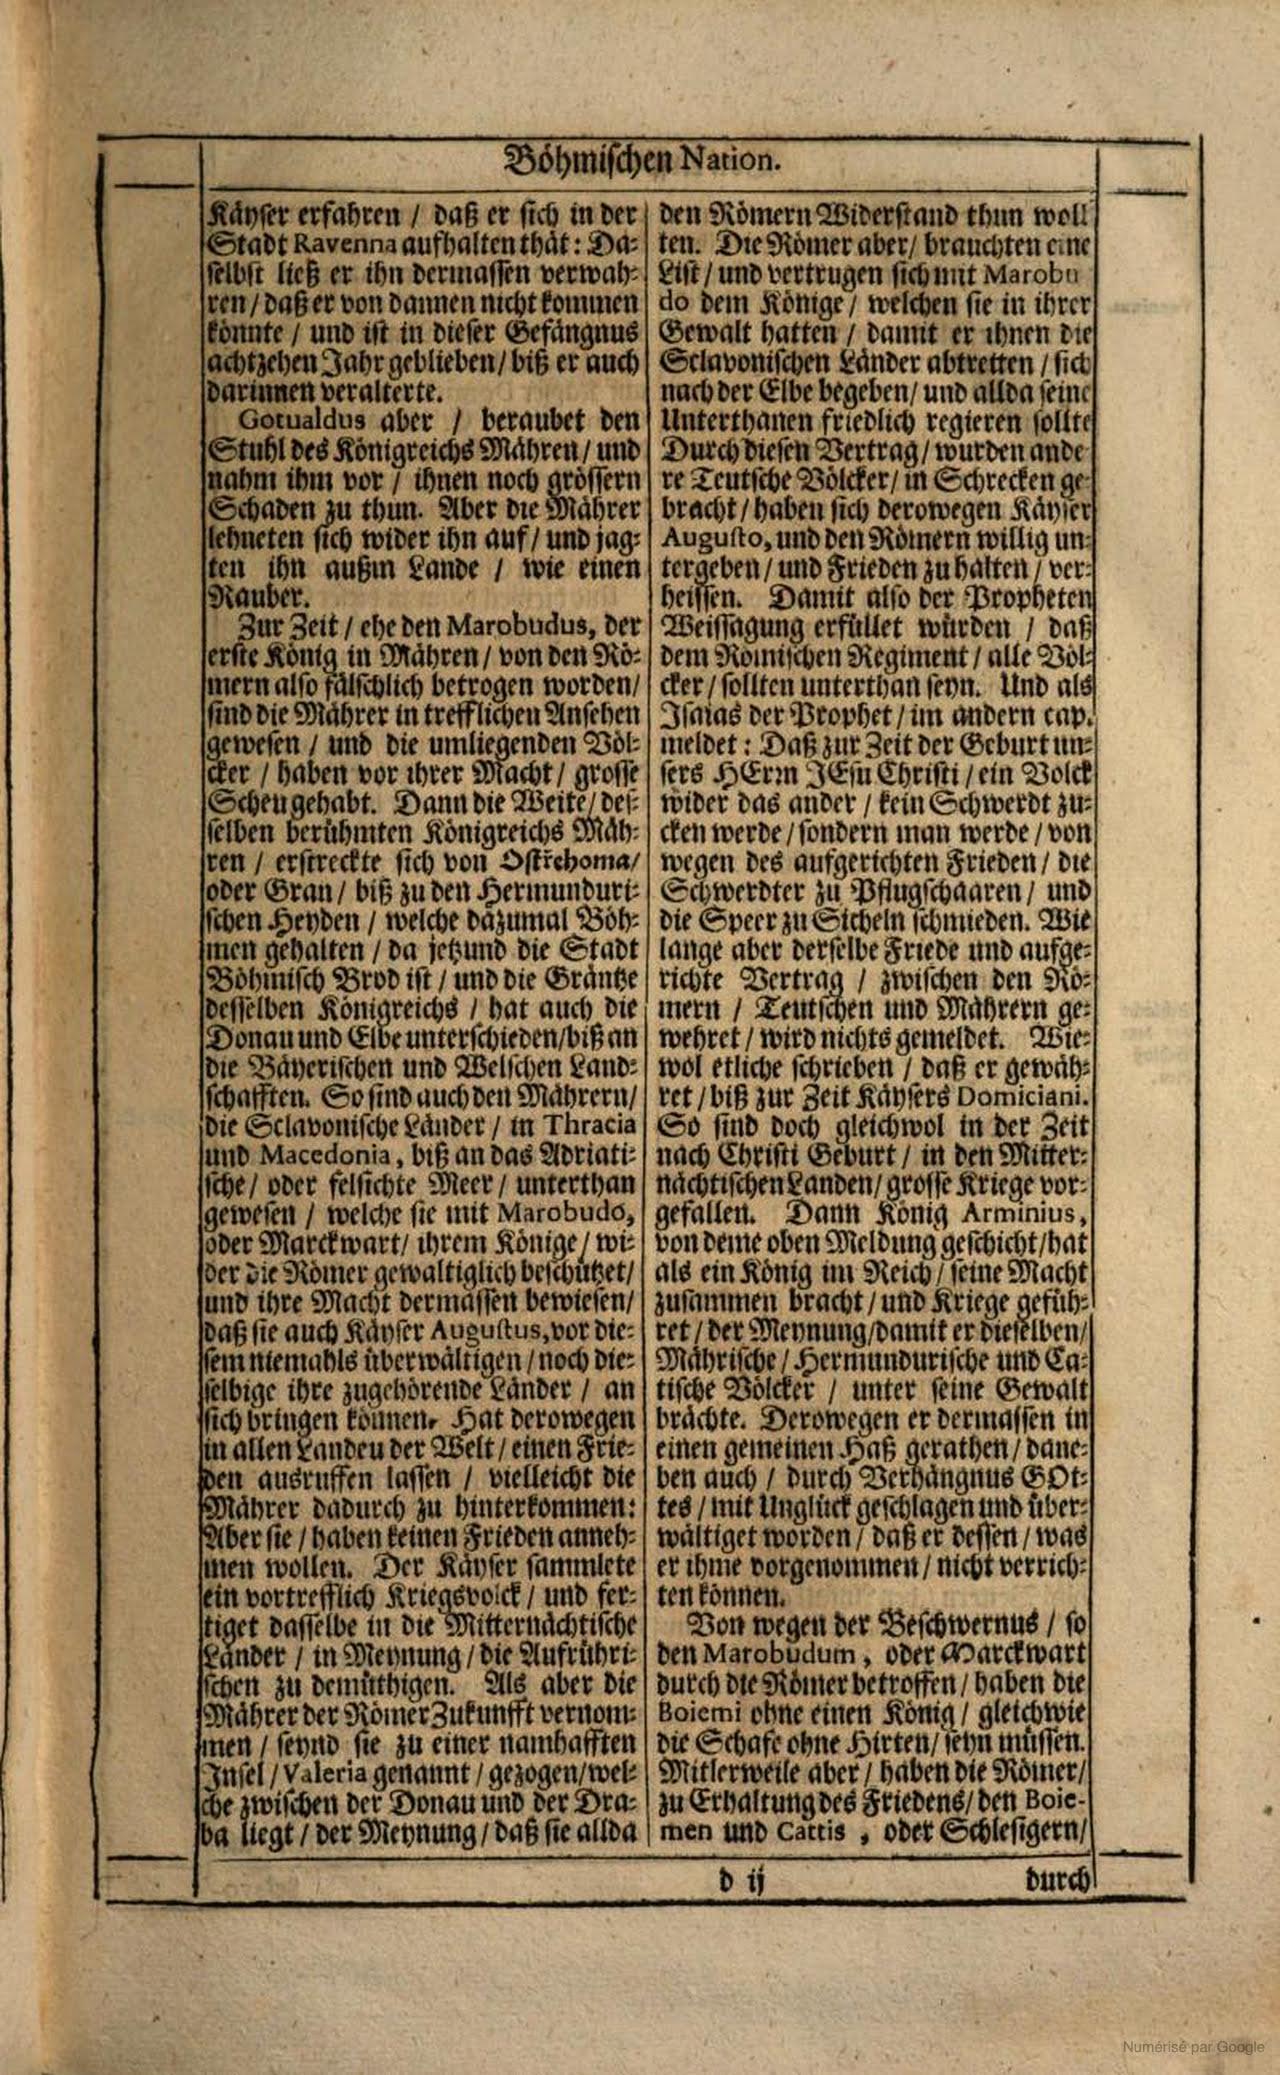 Böhmischen Nation.
Käyser erfahren / daß er sich in der
Stadt Ravenna aufhalten thät: Da-
selbst ließ er ihn dermassen verwah-
ren / daß er von dannen nicht kommen
könnte / und ist in dieser Gefängnus
achtzehen Jahr geblieben / biß er auch
darinnen veralterte.
Gotualdus aber / beraubet den
Stuhl des Königreichs Mähren / und
nahm ihm vor / ihnen noch grössern
Schaden zu thun. Aber die Mährer
lehneten sich wider ihn auf / und jag-
ten ihn außm Lande / wie einen
Rauber.
Zur Zeit / ehe den Marobudus, der
erste König in Mähren / von den Rö-
mern also fälschlich betrogen worden /
sind die Mährer in trefflichen Ansehen
gewesen / und die umliegenden Völ-
cker / haben vor ihrer Macht / grosse
Scheu gehabt. Dann die Weite / des-
selben berühmten Königreichs Mäh-
ren / erstreckte sich von Ostřehoma /
oder Gran / biß zu den Hermunduri-
schen Heyden / welche dazumal Böh-
men gehalten / da jetzund die Stadt
Böhmisch Brod ist / und die Gräntze
desselben Königreichs / hat auch die
Donau und Elbe unterschieden / biß an
die Bäyerischen und Welschen Land-
schafften. So sind auch den Mährern /
die Sclavonische Länder / in Thracia
und Macedonia, biß an das Adriati-
sche / oder felsichte Meer / unterthan
gewesen / welche sie mit Marobudo,
oder Marckwart / ihrem Könige / wi-
der die Römer gewaltiglich beschützet /
und ihre Macht dermassen bewiesen /
daß sie auch Käyser Augustus, vor die-
sem niemahls überwältigen / noch die-
selbige ihre zugehörende Länder / an
sich bringen können. Hat derowegen
in allen Landen der Welt / einen Frie-
den ausruffen lassen / vielleicht die
Mährer dadurch zu hinterkommen:
Aber sie / haben keinen Frieden anneh-
men wollen. Der Käyser sammlete
ein vortrefflich Kriegsvolck / und fer-
tiget dasselbe in die Mitternächtische
Länder / in Meynung / die Aufrühri-
schen zu demüthigen. Als aber die
Mährer der Römer Zukunfft vernom-
men / seynd sie zu einer namhafften
Insel / Valeria genannt / gezogen / wel-
che zwischen der Donau und der Dra-
ba liegt / der Meynung / daß sie allda
den Römern Widerstand thun woll
ten. Die Römer aber / brauchten eine
List / und vertrugen sich mit Marobu
do dem Könige / welchen sie in ihrer
Gewalt hatten / damit er ihnen die
Sclavonischen Länder abtretten / sich
nach der Elbe begeben / und allda seine
Unterthanen friedlich regieren sollte
Durch diesen Vertrag / wurden ande
re Teutsche Völcker / in Schrecken ge
bracht / haben sich derowegen Käyser
Augusto, und den Römern willig un-
tergeben / und Frieden zu halten / ver-
heissen. Damit also der Propheten
Weissagung erfüllet würden / daß
dem Römischen Regiment / alle Völ-
cker / sollten unterthan seyn. Und als
Isaias der Prophet / im andern cap.
meldet: Daß zur Zeit der Geburt un-
sers HErrn JEsu Christi / ein Volck
wider das ander / kein Schwerdt zu-
cken werde / sondern man werde / von
wegen des aufgerichten Frieden / die
Schwerdter zu Pflugschaaren / und
die Speer zu Sicheln schmieden. Wie
lange aber derselbe Friede und aufge-
richte Vertrag / zwischen den Rö-
mern / Teutschen und Mährern ge-
wehret / wird nichts gemeldet. Wie-
wol etliche schrieben / daß er gewäh-
ret / biß zur Zeit Käysers Domiciani.
So sind doch gleichwol in der Zeit
nach Christi Geburt / in den Mitter-
nächtischen Landen / grosse Kriege vor-
gefallen. Dann König Arminius,
von deme oben Meldung geschicht / hat
als ein König im Reich / seine Macht
zusammen bracht / und Kriege gefüh-
ret / der Meynung / damit er dieselben /
Mährische / Hermundurische und Ca-
tische Völcker / unter seine Gewalt
brächte. Derowegen er dermassen in
einen gemeinen Haß gerathen / dane-
ben auch / durch Verhängnus GOt-
tes / mit Unglück geschlagen und über-
wältiget worden / daß er dessen / was
er ihme vorgenommen / nicht verrich-
ten können.
Von wegen der Beschwernus / so
den Marobudum, oder Marckwart
durch die Römer betroffen / haben die
Boiemi ohne einen König / gleichwie
die Schafe ohne Hirten / seyn müssen.
Mitlerweile aber / haben die Römer /
zu Erhaltung des Friedens / den Boie-
men und Cattis, oder Schlesigern /
d ij durch
Numérisé par Google